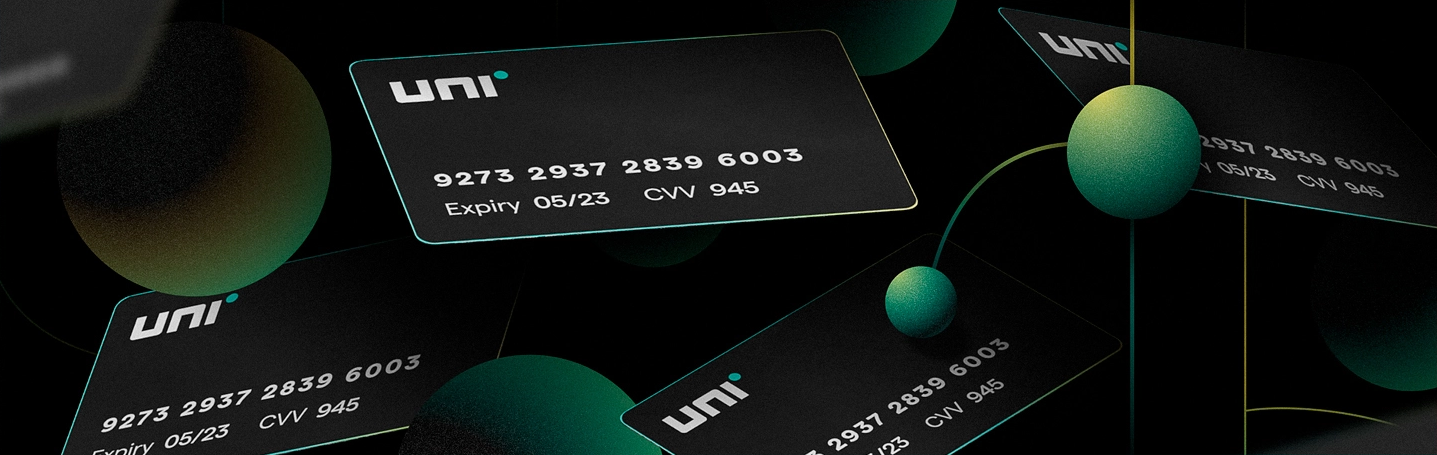 uni
9273 2937 2839 6003
Expiry 05/23 CVV 945
uni
2937 2839 6003
05/23 CVV 945
uni
9273 2937 2839 6003
Expiry 05/23 CVV 945
uni
2937 2839 6003
/23 CVV 945